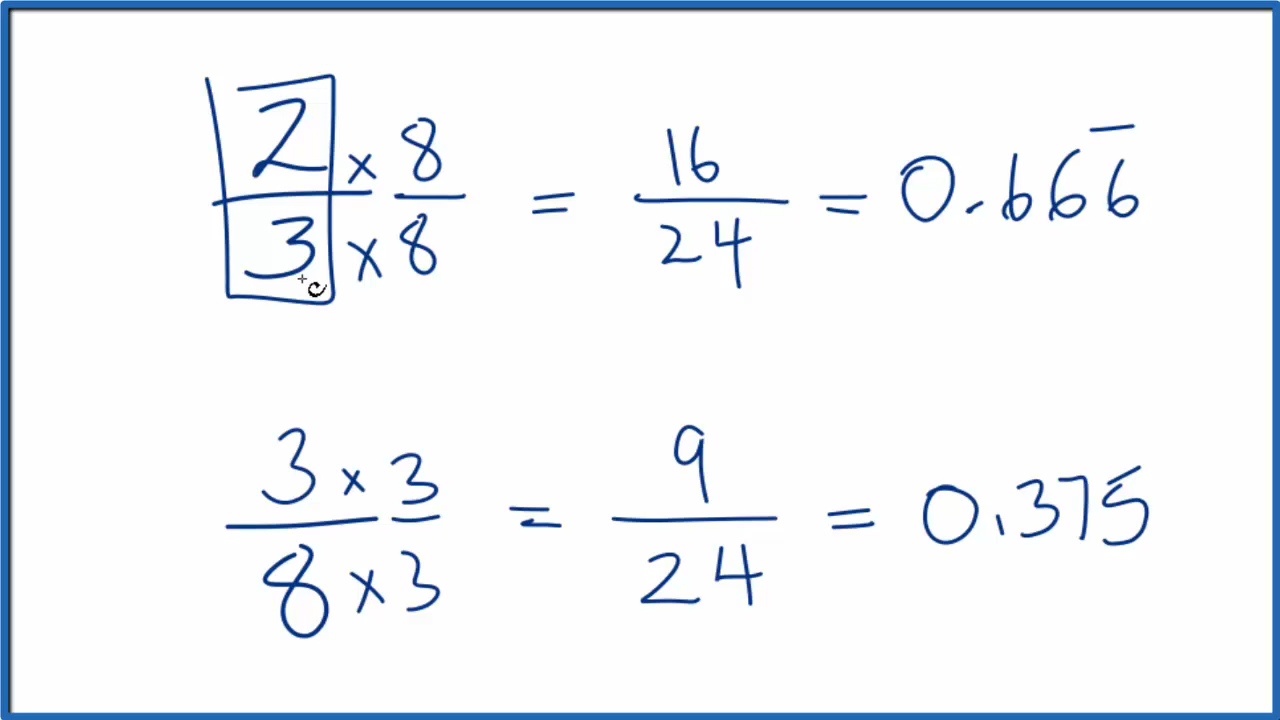 2/3 × 8/8 = 16/24 = 0.666̅
3/8 × 3/3 = 9/24 = 0.375